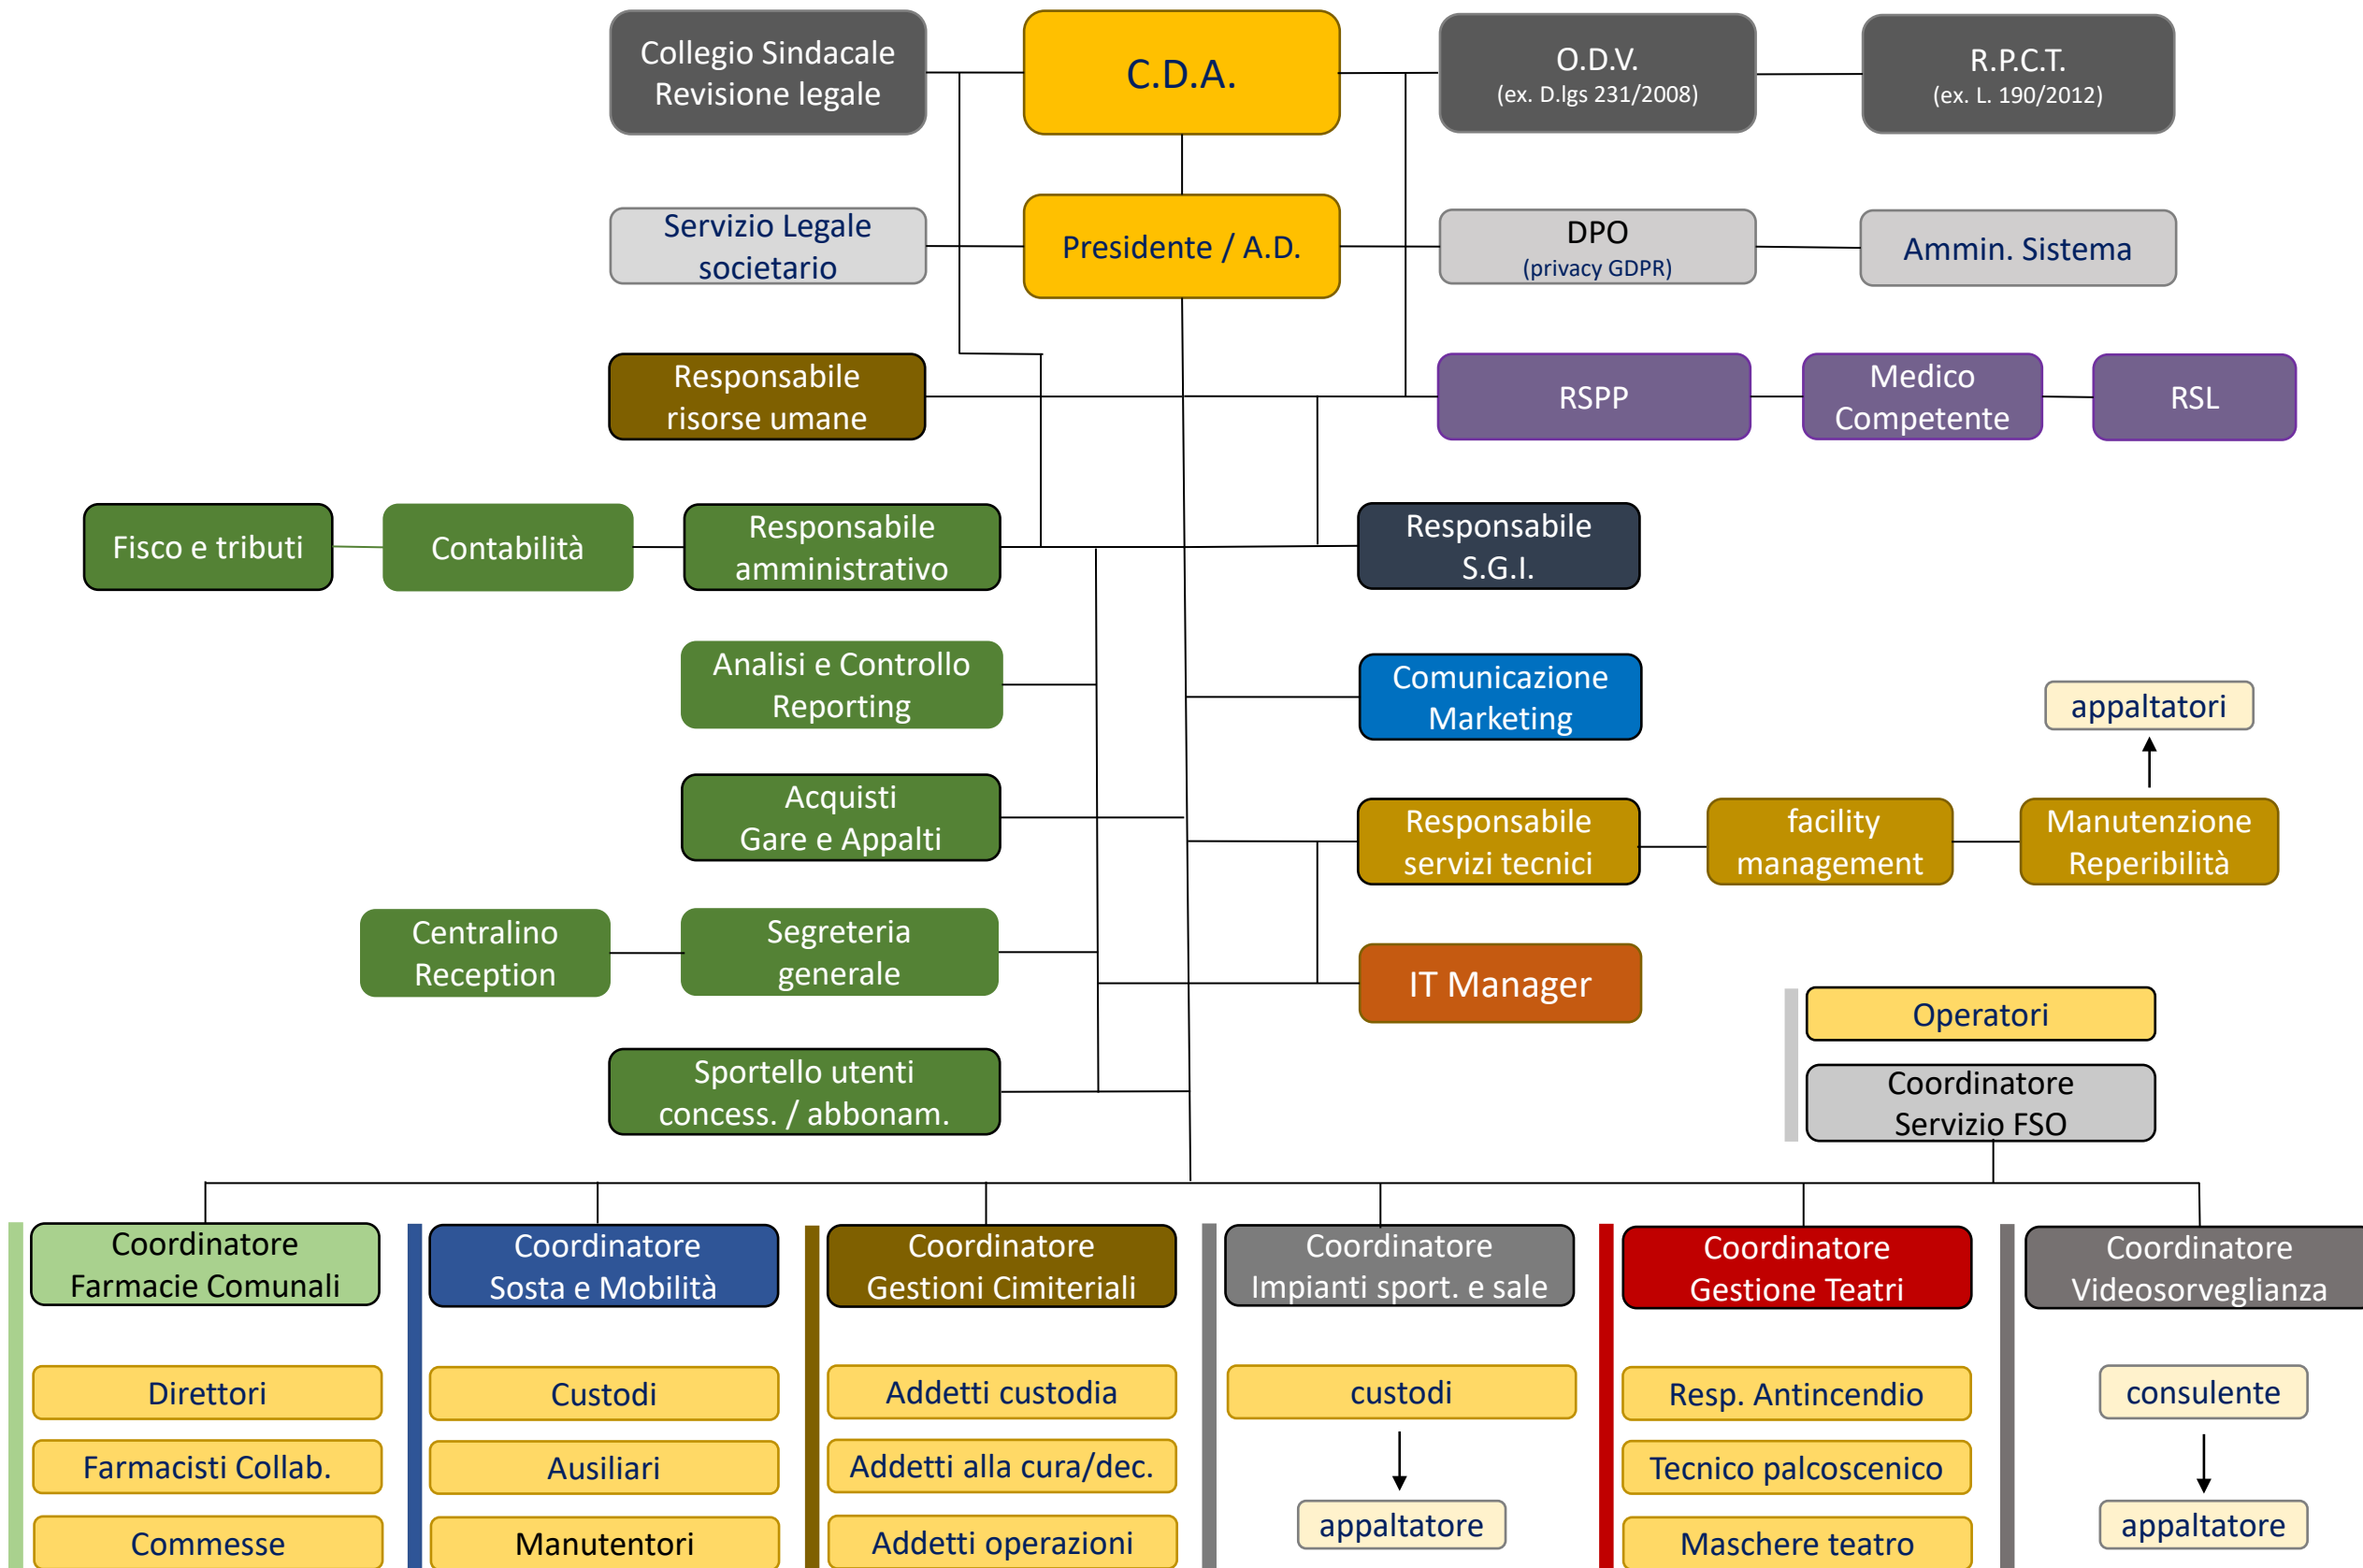 Collegio Sindacale
Revisione legale
C.D.A.
O.D.V.
(ex. D.lgs 231/2008)
R.P.C.T.
(ex. L. 190/2012)
Servizio Legale
societario
Presidente / A.D.
DPO
(privacy GDPR)
Ammin. Sistema
Responsabile
risorse umane
RSPP
Medico
Competente
RSL
Fisco e tributi
Contabilità
Responsabile
amministrativo
Responsabile
S.G.I.
Analisi e Controllo
Reporting
Comunicazione
Marketing
appaltatori
Acquisti
Gare e Appalti
Responsabile
servizi tecnici
facility
management
Manutenzione
Reperibilità
Centralino
Reception
Segreteria
generale
IT Manager
Operatori
Sportello utenti
concess. / abbonam.
Coordinatore
Servizio FSO
Coordinatore
Farmacie Comunali
Coordinatore
Sosta e Mobilità
Coordinatore
Gestioni Cimiteriali
Coordinatore
Impianti sport. e sale
Coordinatore
Gestione Teatri
Coordinatore
Videosorveglianza
Direttori
Custodi
Addetti custodia
custodi
Resp. Antincendio
consulente
Farmacisti Collab.
Ausiliari
Addetti alla cura/dec.
Tecnico palcoscenico
Commesse
Manutentori
Addetti operazioni
appaltatore
Maschere teatro
appaltatore